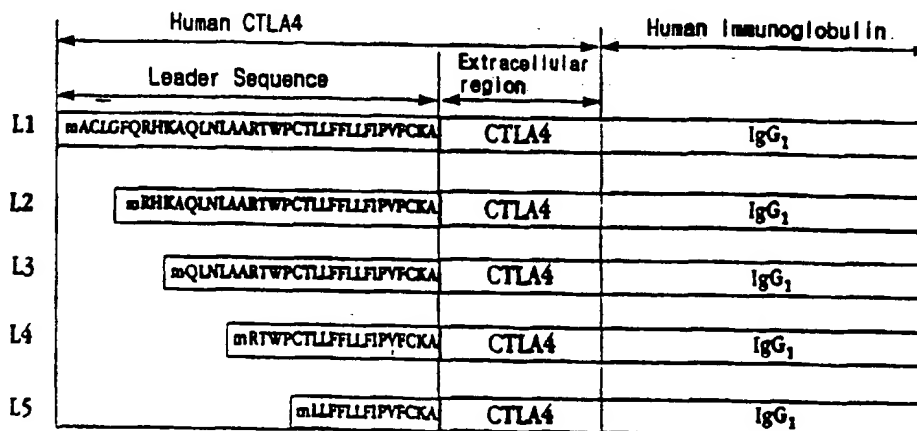 Human CTLA4
Human Immunoglobulin
Leader Sequence
Extracellular region
L1 mACLGFQRHKAQLNLAARTWPCTLLFFLLFIPVFCKA CTLA4 IgG1
L2 mRHKAQLNLAARTWPCTLLFFLLFIPVFCKA CTLA4 IgG1
L3 mQLNLAARTWPCTLLFFLLFIPVFCKA CTLA4 IgG1
L4 mRTWPCTLLFFLLFIPVFCKA CTLA4 IgG1
L5 mLLFFLLFIPVFCKA CTLA4 IgG1